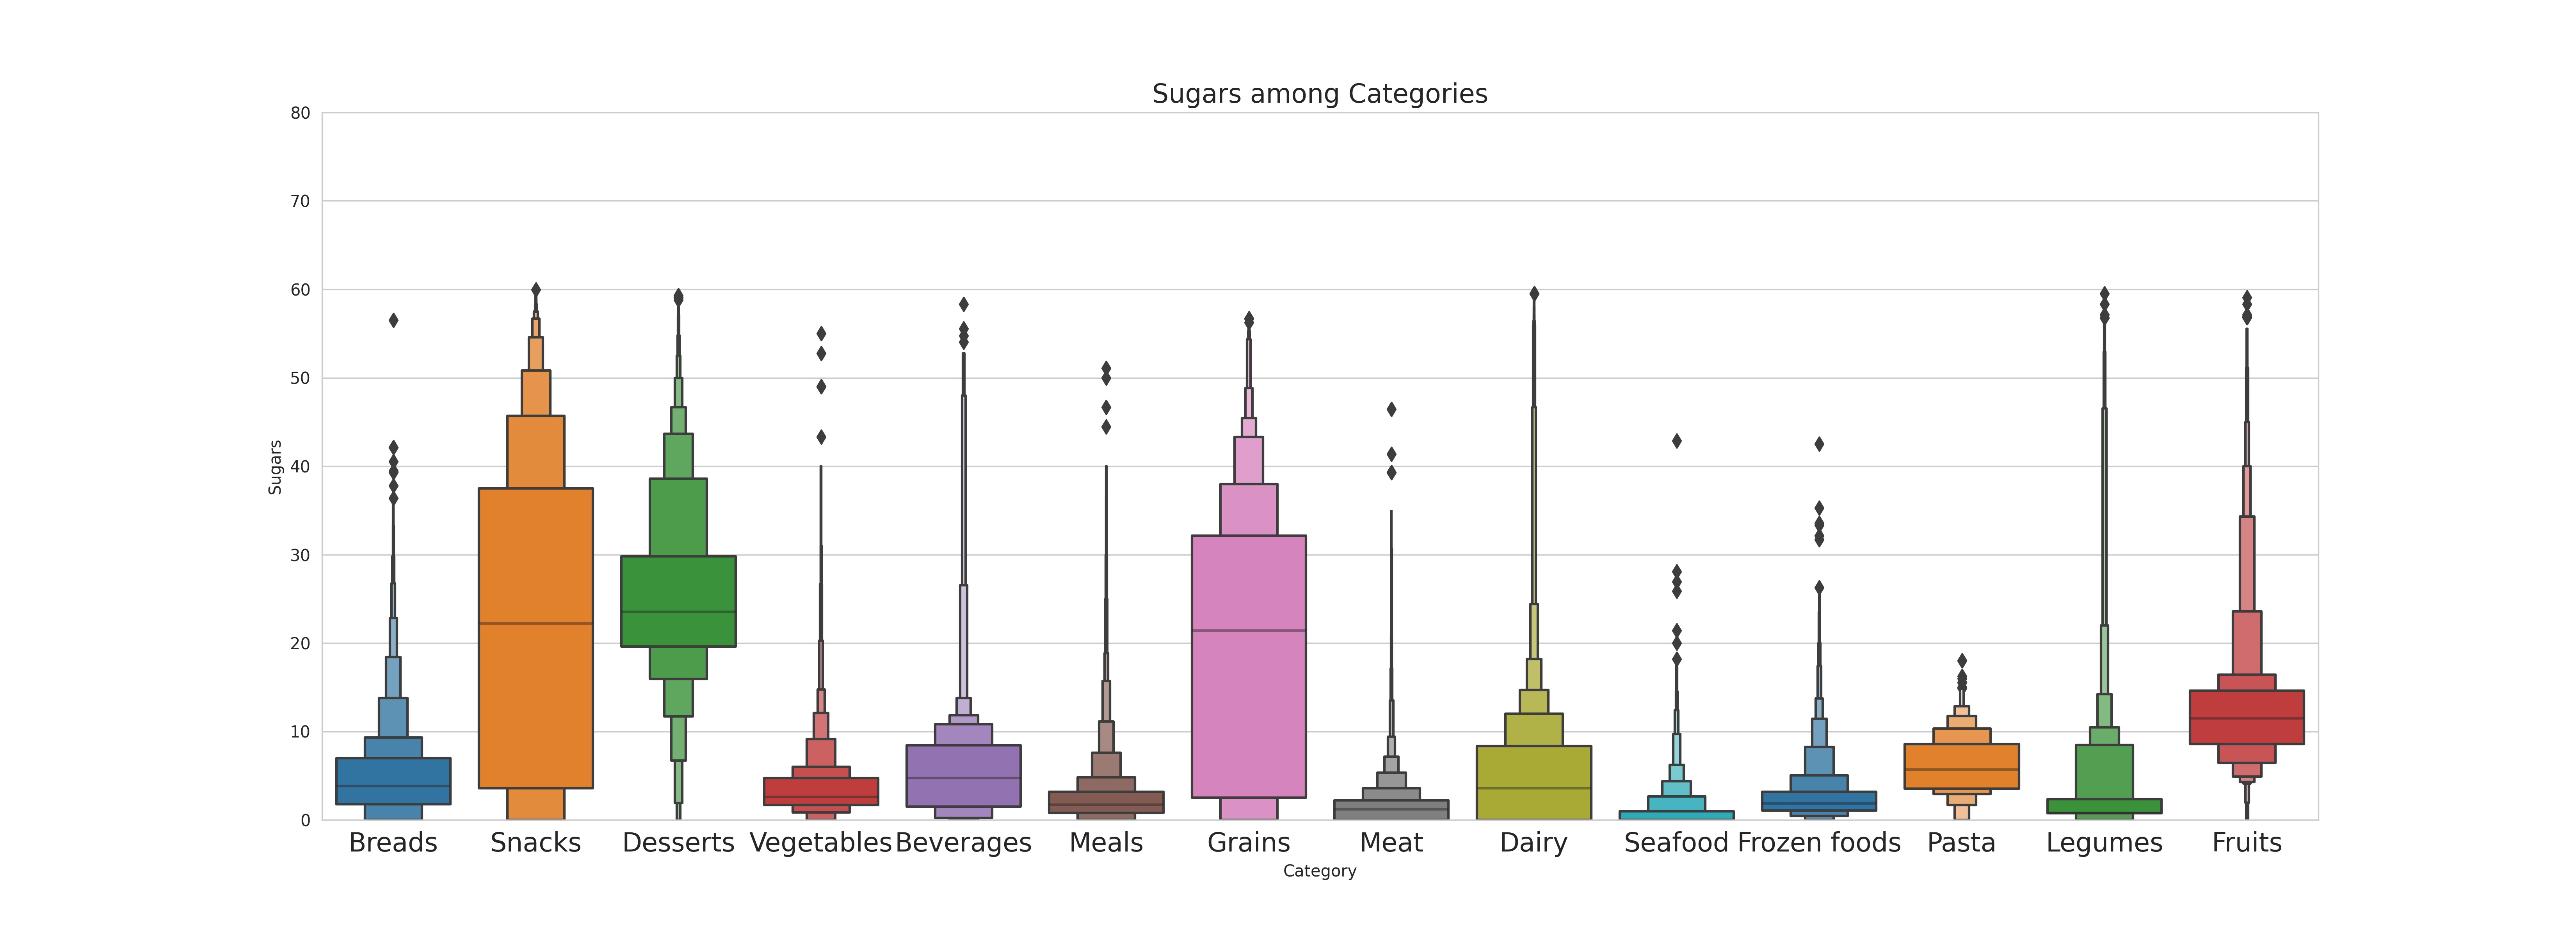 Sugars among Categories
80
70
60
50
40
30
20
10
0
Sugars
Breads Snacks Desserts Vegetables Beverages Meals Grains Meat Dairy Seafood Frozen foods Pasta Legumes Fruits
Category